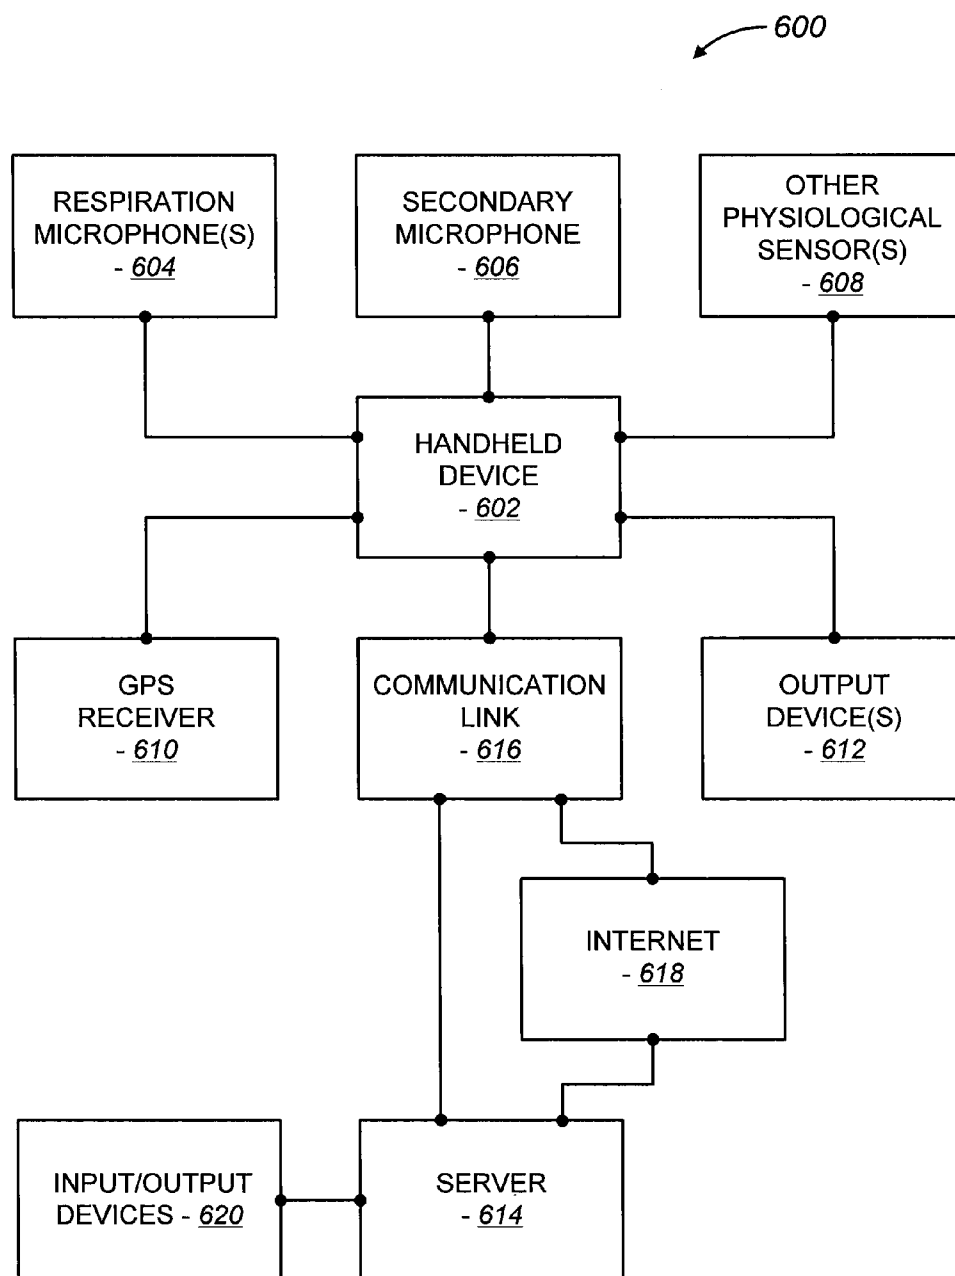 600
RESPIRATION
MICROPHONE(S)
- 604
SECONDARY
MICROPHONE
- 606
OTHER
PHYSIOLOGICAL
SENSOR(S)
- 608
HANDHELD
DEVICE
- 602
GPS
RECEIVER
- 610
COMMUNICATION
LINK
- 616
OUTPUT
DEVICE(S)
- 612
INTERNET
- 618
INPUT/OUTPUT
DEVICES - 620
SERVER
- 614